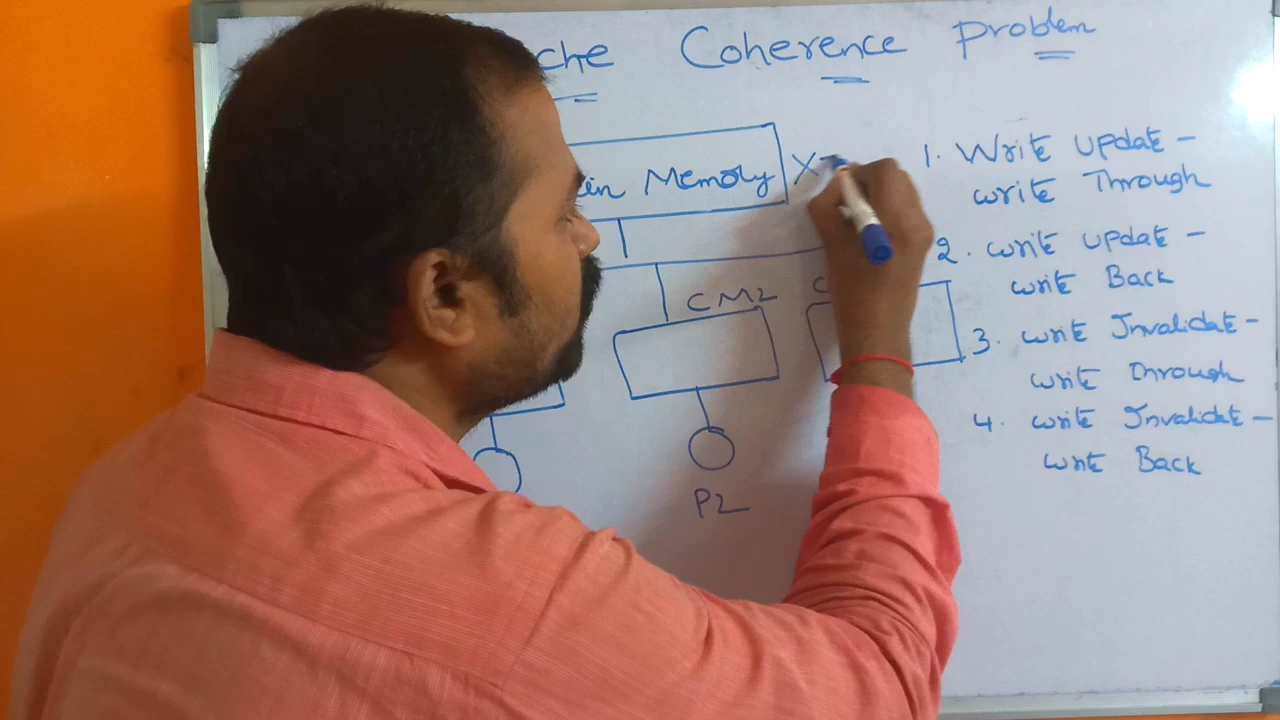 che Coherence Problem
in Memory X
1. Write Update -
write Through
2. write update -
write Back
CM2 C
3. write Invalidate -
write through
4. write Invalidate -
write Back
P2